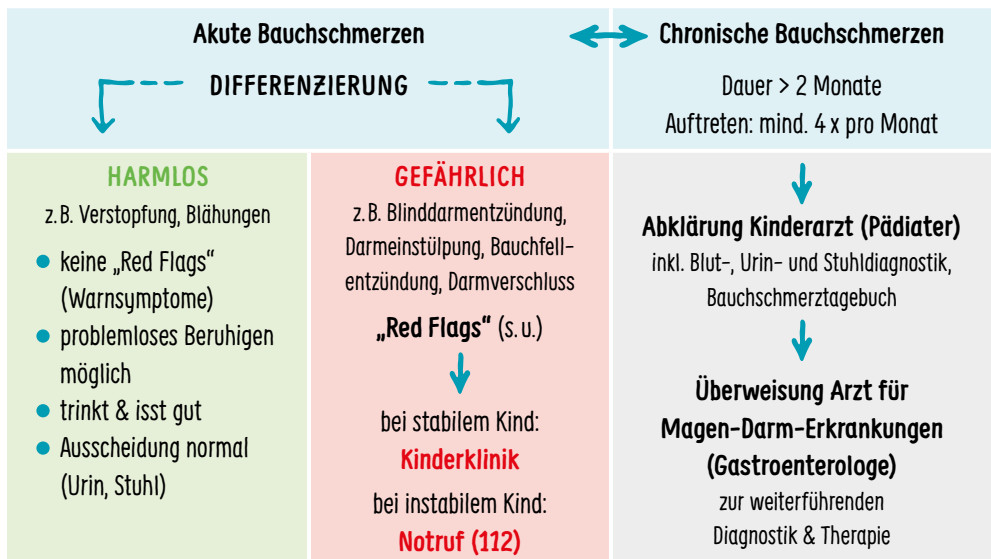 Akute Bauchschmerzen
DIFFERENZIERUNG
Chronische Bauchschmerzen
Dauer > 2 Monate
Auftreten: mind. 4 x pro Monat
HARMLOS
z. B. Verstopfung, Blähungen
• keine „Red Flags“
(Warnsymptome)
• problemloses Beruhigen
möglich
• trinkt & isst gut
• Ausscheidung normal
(Urin, Stuhl)
GEFÄHRLICH
z. B. Blinddarmentzündung,
Darmeinstülpung, Bauchfell-
entzündung, Darmverschluss
„Red Flags“ (s. u.)
bei stabilem Kind:
Kinderklinik
bei instabilem Kind:
Notruf (112)
Abklärung Kinderarzt (Pädiater)
inkl. Blut-, Urin- und Stuhldiagnostik,
Bauchschmerztagebuch
Überweisung Arzt für
Magen-Darm-Erkrankungen
(Gastroenterologe)
zur weiterführenden
Diagnostik & Therapie